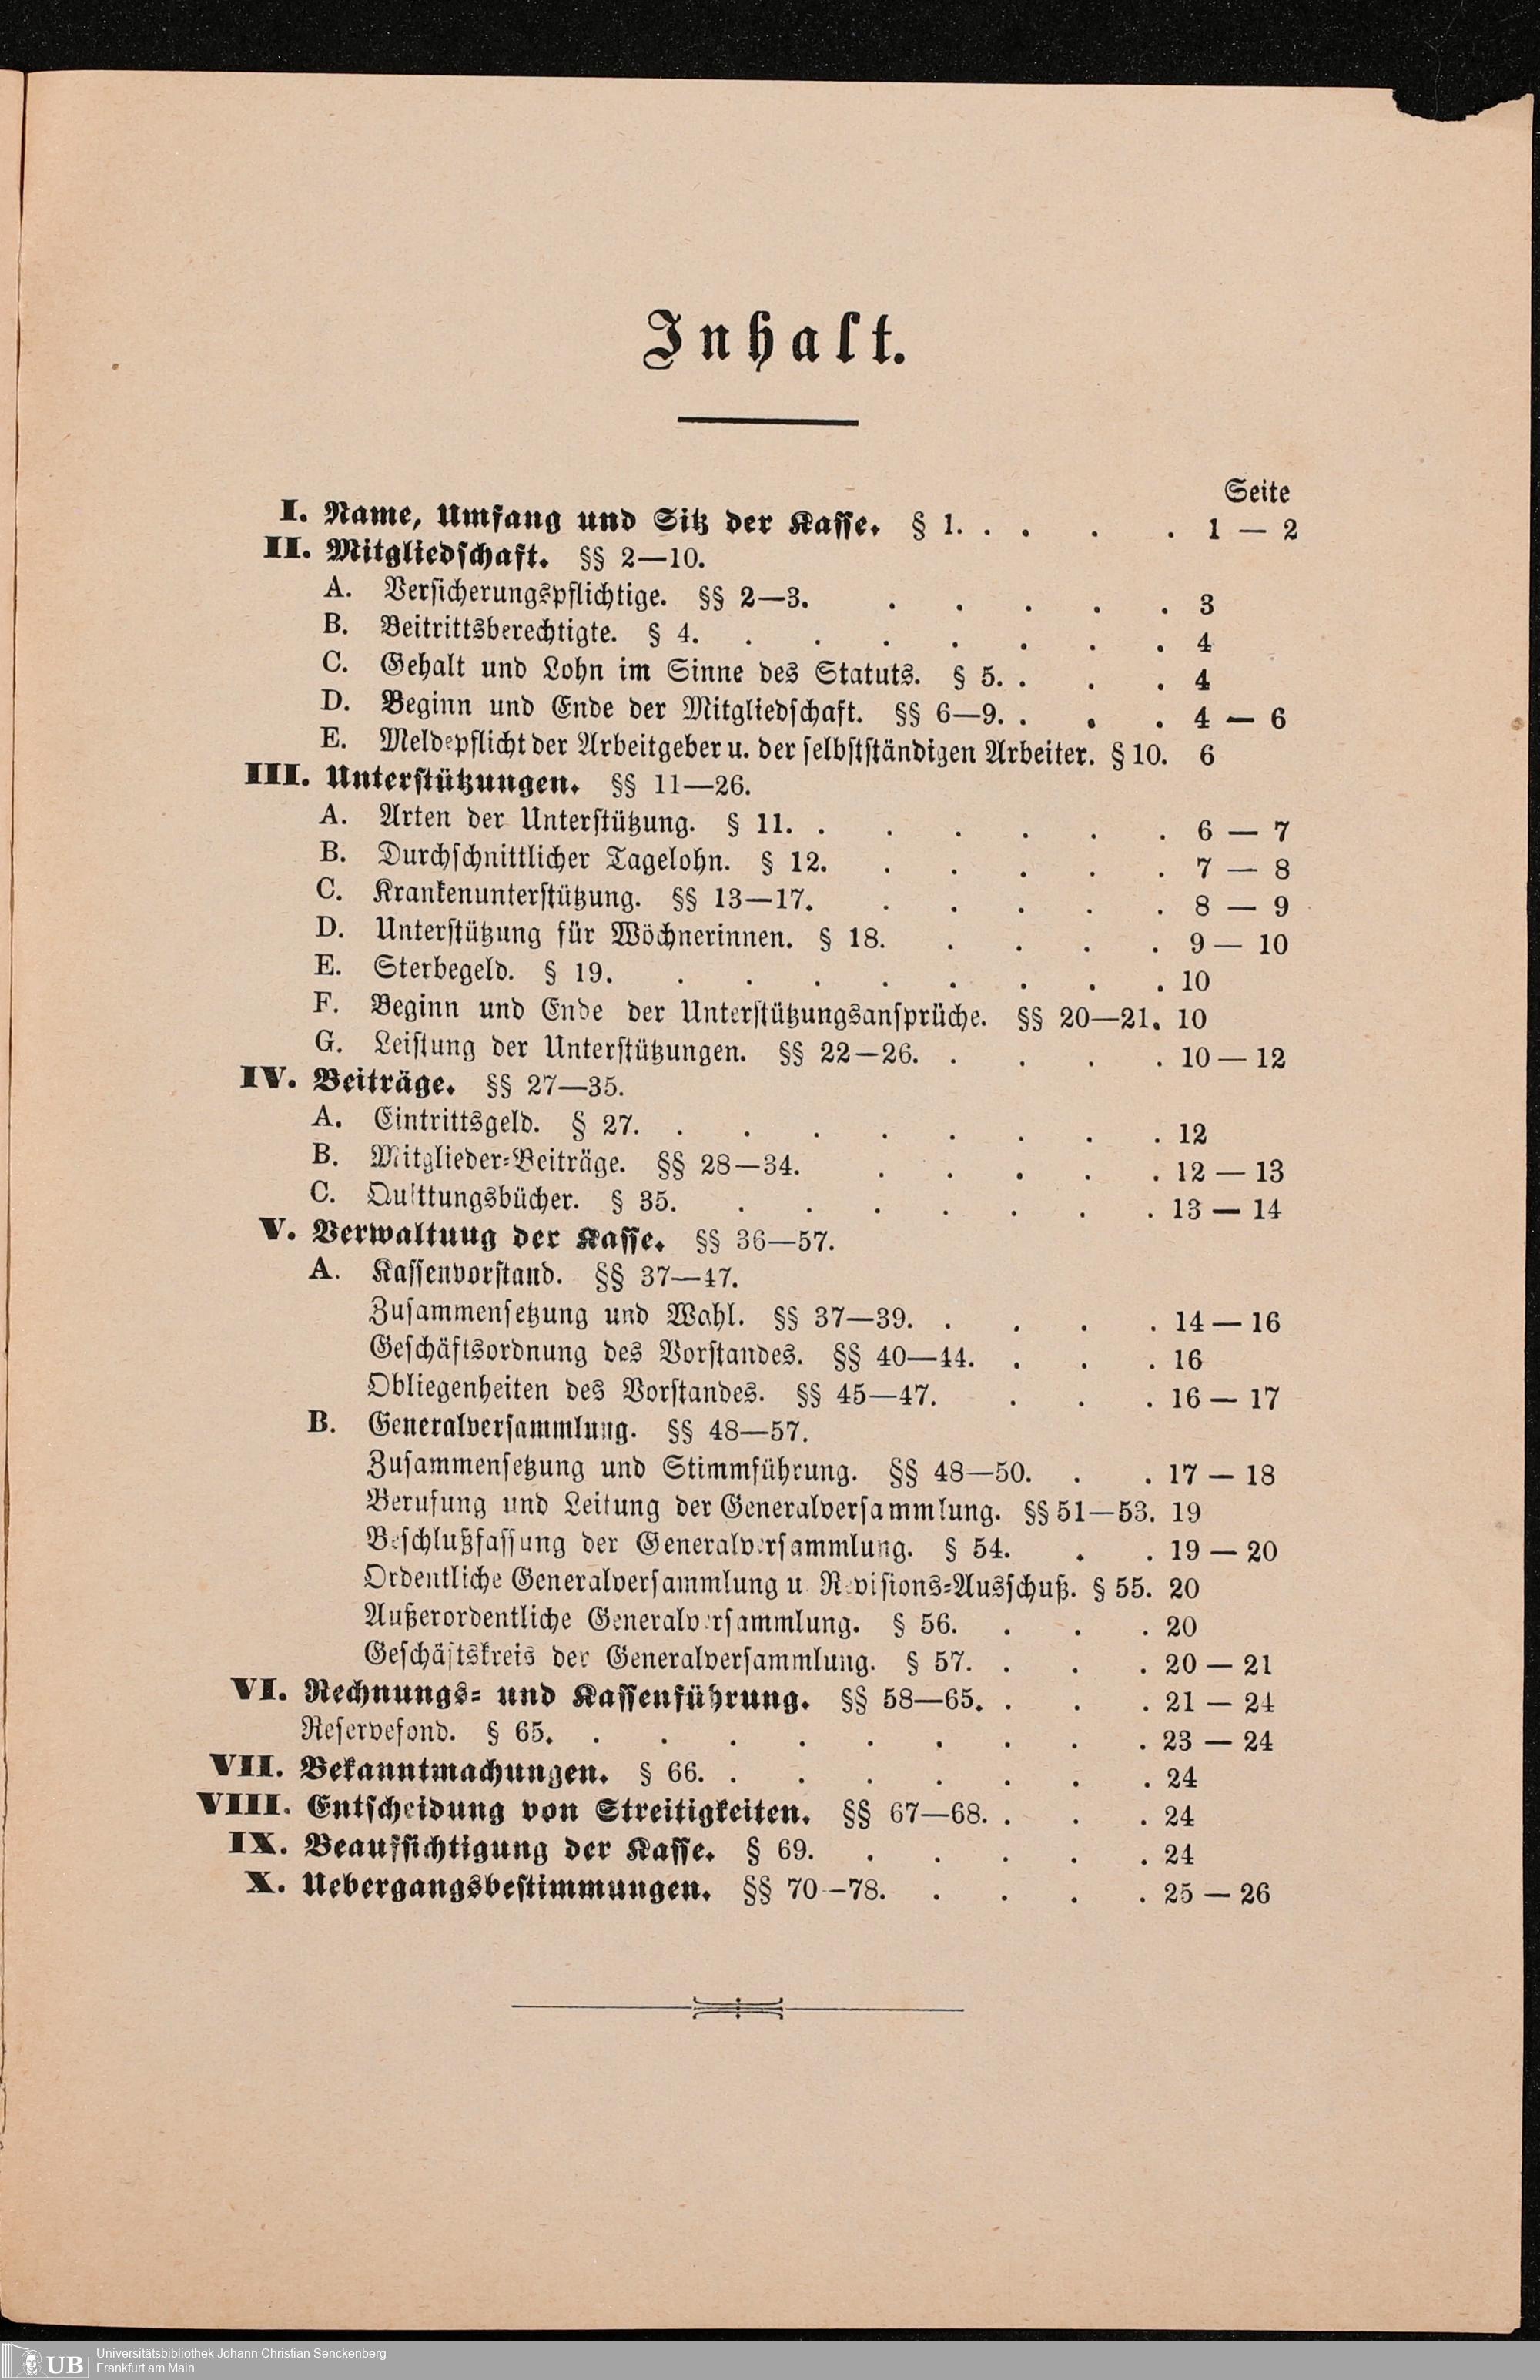 Inhalt.
Seite
I. Name, Umfang und Sitz der Kasse. § 1. . . . . 1 — 2
II. Mitgliedschaft. §§ 2—10.
A. Versicherungspflichtige. §§ 2—3. . . . . . 3
B. Beitrittsberechtigte. § 4. . . . . . . . 4
C. Gehalt und Lohn im Sinne des Statuts. § 5. . . . 4
D. Beginn und Ende der Mitgliedschaft. §§ 6—9. . . . 4 — 6
E. Meldepflicht der Arbeitgeber u. der selbstständigen Arbeiter. § 10. 6
III. Unterstützungen. §§ 11—26.
A. Arten der Unterstützung. § 11. . . . . . . 6 — 7
B. Durchschnittlicher Tagelohn. § 12. . . . . . 7 — 8
C. Krankenunterstützung. §§ 13—17. . . . . . 8 — 9
D. Unterstützung für Wöchnerinnen. § 18. . . . . 9 — 10
E. Sterbegeld. § 19. . . . . . . . . 10
F. Beginn und Ende der Unterstützungsansprüche. §§ 20—21. 10
G. Leistung der Unterstützungen. §§ 22—26. . . . . 10 — 12
IV. Beiträge. §§ 27—35.
A. Eintrittsgeld. § 27. . . . . . . . . 12
B. Mitglieder-Beiträge. §§ 28—34. . . . . . 12 — 13
C. Quittungsbücher. § 35. . . . . . . . 13 — 14
V. Verwaltung der Kasse. §§ 36—57.
A. Kassenvorstand. §§ 37—47.
Zusammensetzung und Wahl. §§ 37—39. . . . . 14 — 16
Geschäftsordnung des Vorstandes. §§ 40—44. . . . 16
Obliegenheiten des Vorstandes. §§ 45—47. . . . 16 — 17
B. Generalversammlung. §§ 48—57.
Zusammensetzung und Stimmführung. §§ 48—50. . . 17 — 18
Berufung und Leitung der Generalversammlung. §§ 51—53. 19
Beschlußfassung der Generalversammlung. § 54. . . 19 — 20
Ordentliche Generalversammlung u. Revisions-Ausschuß. § 55. 20
Außerordentliche Generalversammlung. § 56. . . . 20
Geschäftskreis der Generalversammlung. § 57. . . . 20 — 21
VI. Rechnungs- und Kassenführung. §§ 58—65. . . . 21 — 24
Reservefond. § 65. . . . . . . . . . 23 — 24
VII. Bekanntmachungen. § 66. . . . . . . . 24
VIII. Entscheidung von Streitigkeiten. §§ 67—68. . . . 24
IX. Beaufsichtigung der Kasse. § 69. . . . . . 24
X. Uebergangsbestimmungen. §§ 70—78. . . . . 25 — 26
UB Universitätsbibliothek Johann Christian Senckenberg
Frankfurt am Main